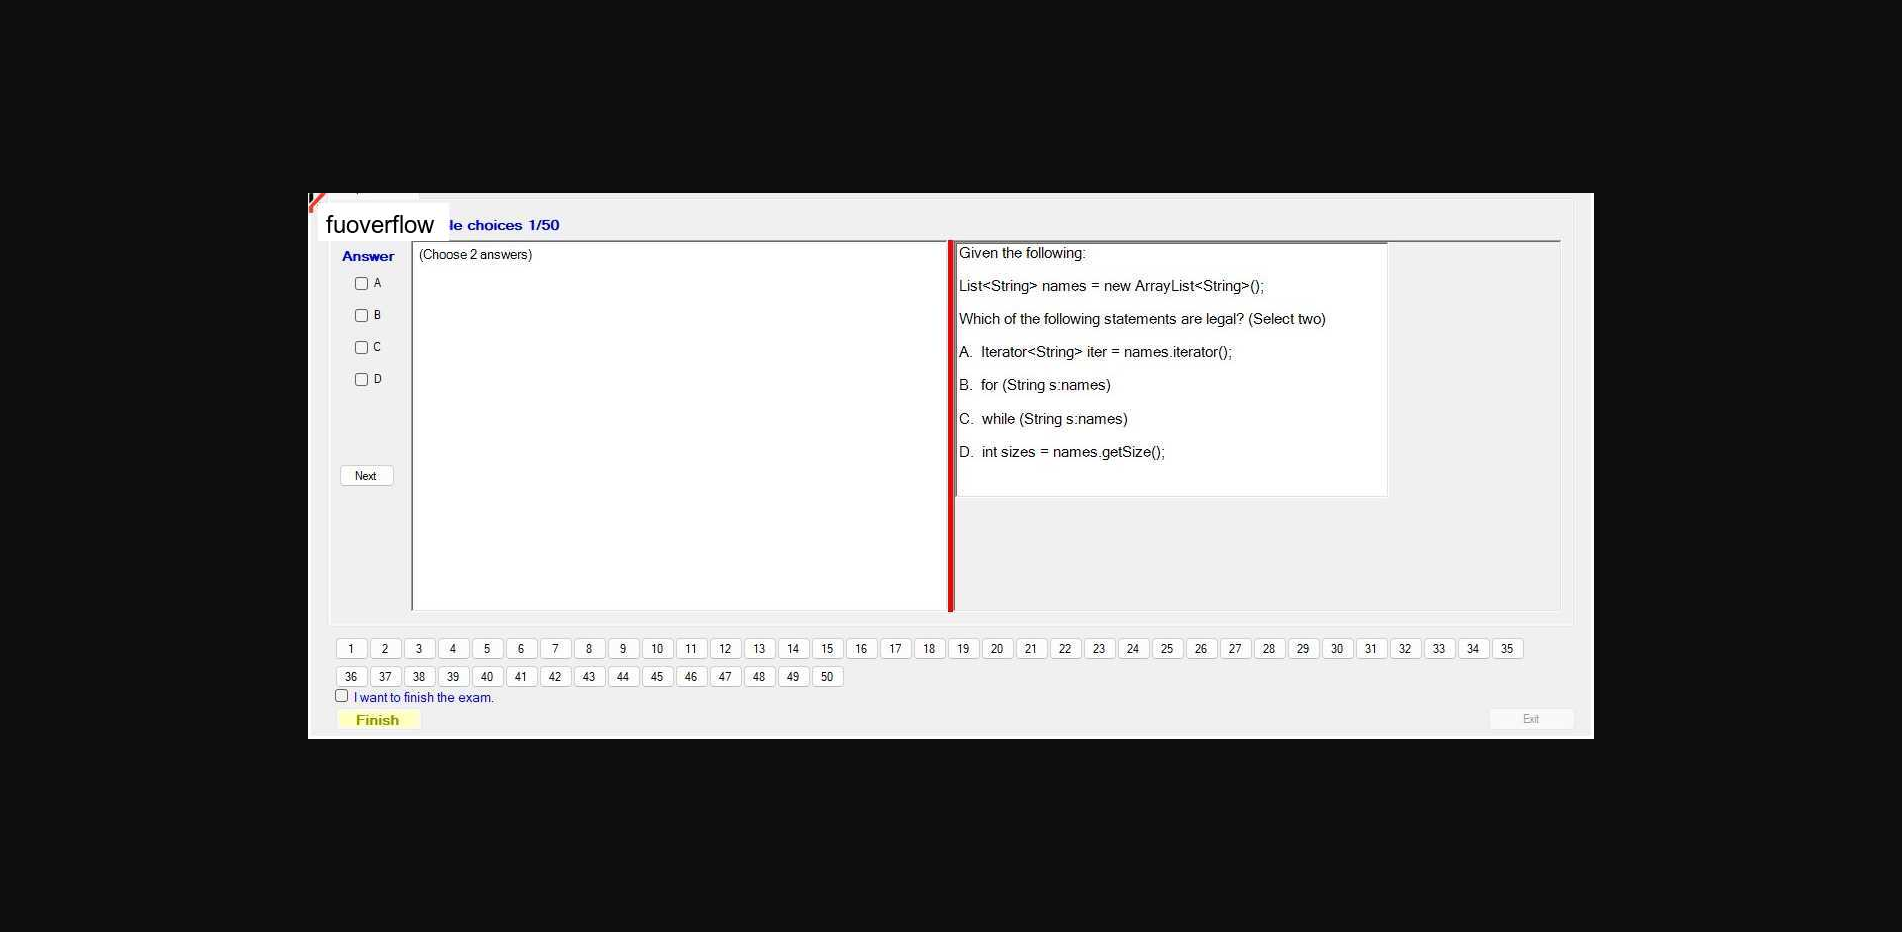 fuoverflow
le choices 1/50
Answer
A
B
C
D
Next
(Choose 2 answers)
Given the following:
List<String> names = new ArrayList<String>();
Which of the following statements are legal? (Select two)
A. Iterator<String> iter = names.iterator();
B. for (String s:names)
C. while (String s:names)
D. int sizes = names.getSize();
1 2 3 4 5 6 7 8 9 10 11 12 13 14 15 16 17 18 19 20 21 22 23 24 25 26 27 28 29 30 31 32 33 34 35
36 37 38 39 40 41 42 43 44 45 46 47 48 49 50
I want to finish the exam.
Finish
Exit